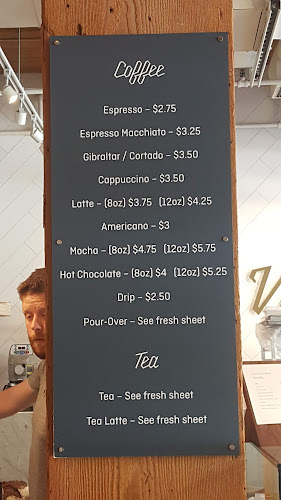 Coffee
Espresso – $2.75
Espresso Macchiato – $3.25
Gibraltar / Cortado – $3.50
Cappuccino – $3.50
Latte – (8oz) $3.75 (12oz) $4.25
Americano – $3
Mocha – (8oz) $4.75 (12oz) $5.75
Hot Chocolate – (8oz) $4 (12oz) $5.25
Drip – $2.50
Pour-Over – See fresh sheet
Tea
Tea – See fresh sheet
Tea Latte – See fresh sheet